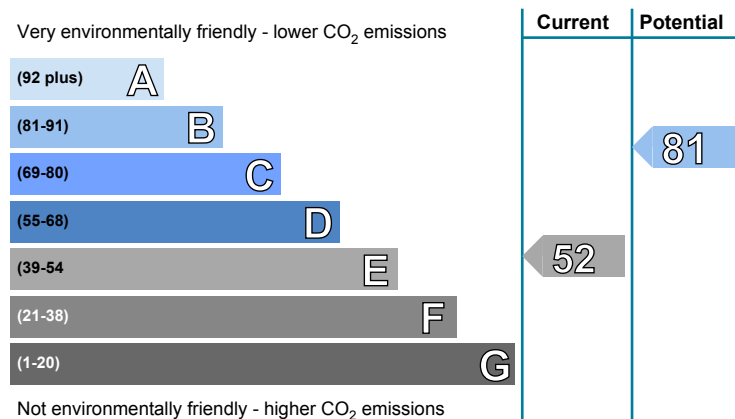 Very environmentally friendly - lower CO2 emissions
Current
Potential
(92 plus) A
(81-91) B
(69-80) C
(55-68) D
(39-54 E
(21-38) F
(1-20) G
52
81
Not environmentally friendly - higher CO2 emissions